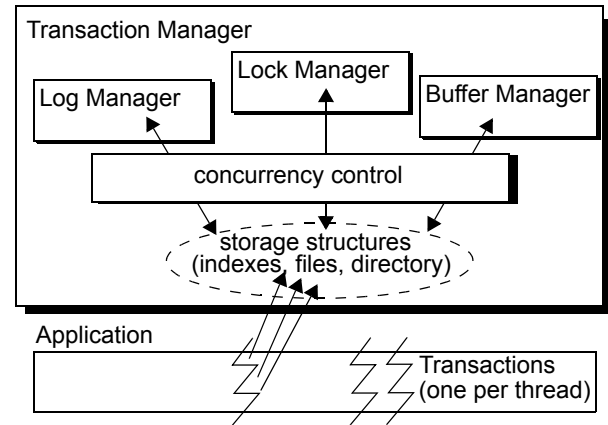 Transaction Manager
Lock Manager
Log Manager
Buffer Manager
concurrency control
storage structures
(indexes, files, directory)
Application
Transactions
(one per thread)